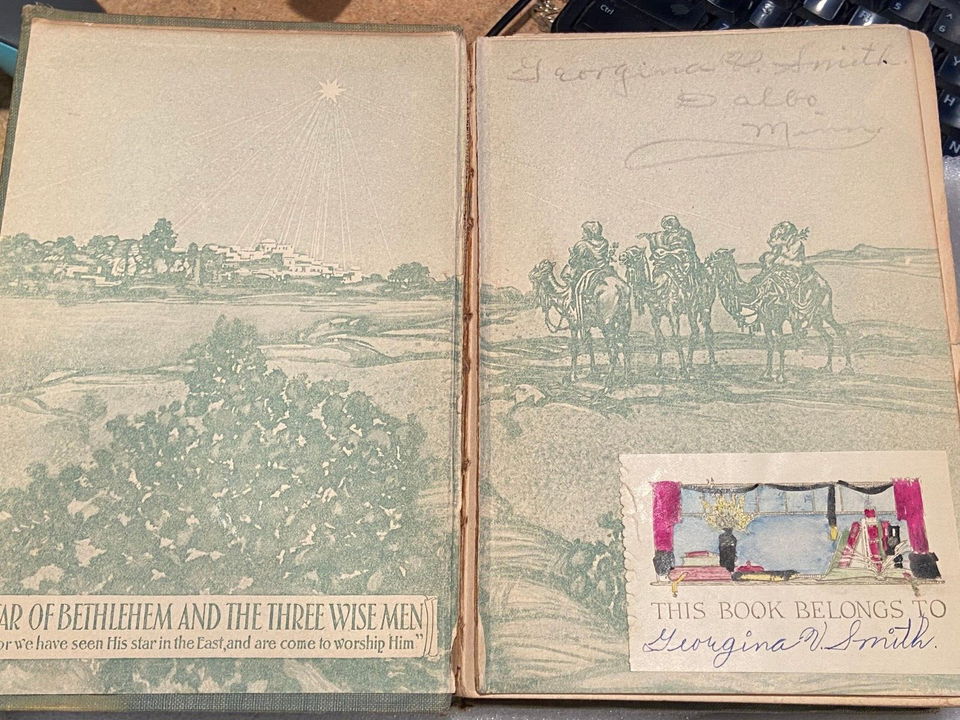 AR OF BETHLEHEM AND THE THREE WISE MEN
or we have seen His star in the East, and are come to worship Him"
Georgina V. Smith.
Dalbo
Minn
THIS BOOK BELONGS TO
Georgina V. Smith.
Ctrl